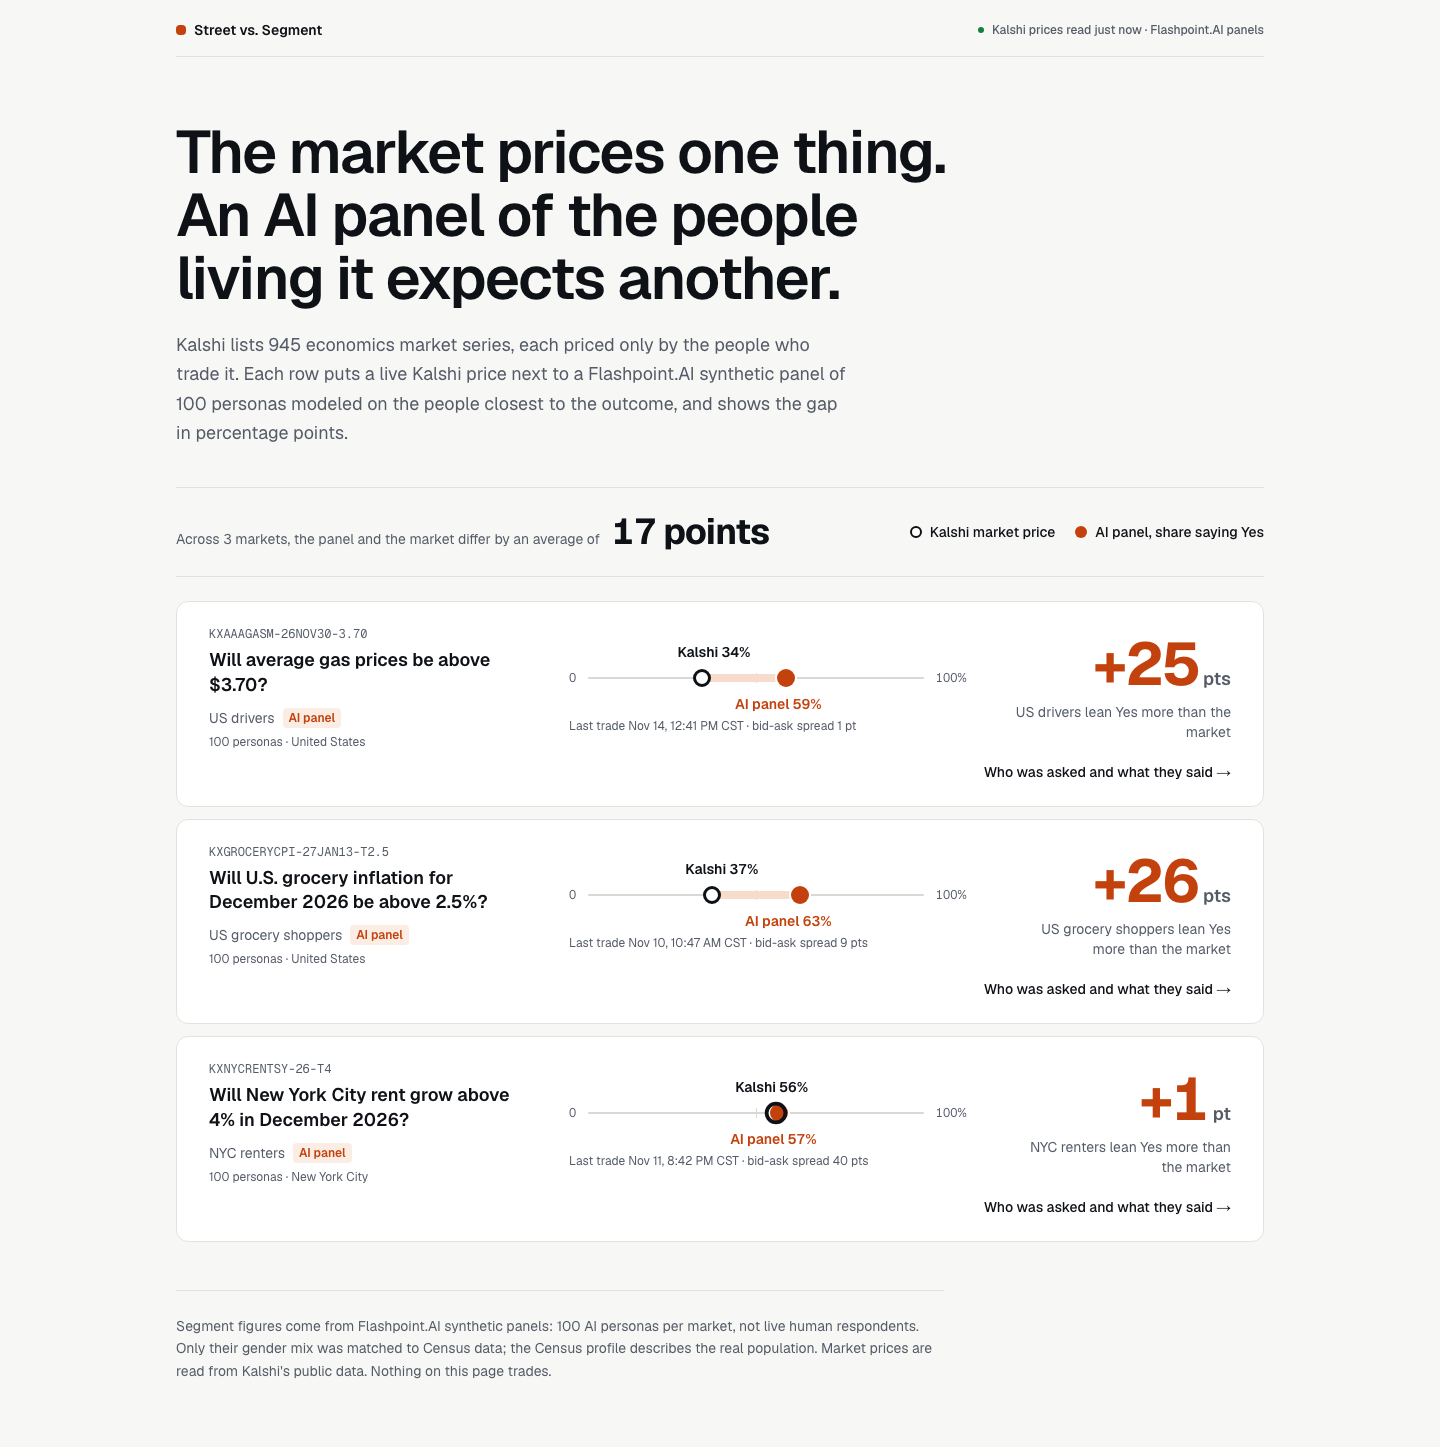 Street vs. Segment
Kalshi prices read just now · Flashpoint.AI panels
The market prices one thing.
An AI panel of the people
living it expects another.
Kalshi lists 945 economics market series, each priced only by the people who
trade it. Each row puts a live Kalshi price next to a Flashpoint.AI synthetic panel of
100 personas modeled on the people closest to the outcome, and shows the gap
in percentage points.
Across 3 markets, the panel and the market differ by an average of 17 points
Kalshi market price
AI panel, share saying Yes
KXAAAGASM-26NOV30-3.70
Will average gas prices be above
$3.70?
US drivers AI panel
100 personas · United States
Kalshi 34%
0 100%
AI panel 59%
Last trade Nov 14, 12:41 PM CST · bid-ask spread 1 pt
+25 pts
US drivers lean Yes more than the
market
Who was asked and what they said →
KXGROCERYCPI-27JAN13-T2.5
Will U.S. grocery inflation for
December 2026 be above 2.5%?
US grocery shoppers AI panel
100 personas · United States
Kalshi 37%
0 100%
AI panel 63%
Last trade Nov 10, 10:47 AM CST · bid-ask spread 9 pts
+26 pts
US grocery shoppers lean Yes
more than the market
Who was asked and what they said →
KXNYCRENTSY-26-T4
Will New York City rent grow above
4% in December 2026?
NYC renters AI panel
100 personas · New York City
Kalshi 56%
0 100%
AI panel 57%
Last trade Nov 11, 8:42 PM CST · bid-ask spread 40 pts
+1 pt
NYC renters lean Yes more than
the market
Who was asked and what they said →
Segment figures come from Flashpoint.AI synthetic panels: 100 AI personas per market, not live human respondents.
Only their gender mix was matched to Census data; the Census profile describes the real population. Market prices are
read from Kalshi's public data. Nothing on this page trades.